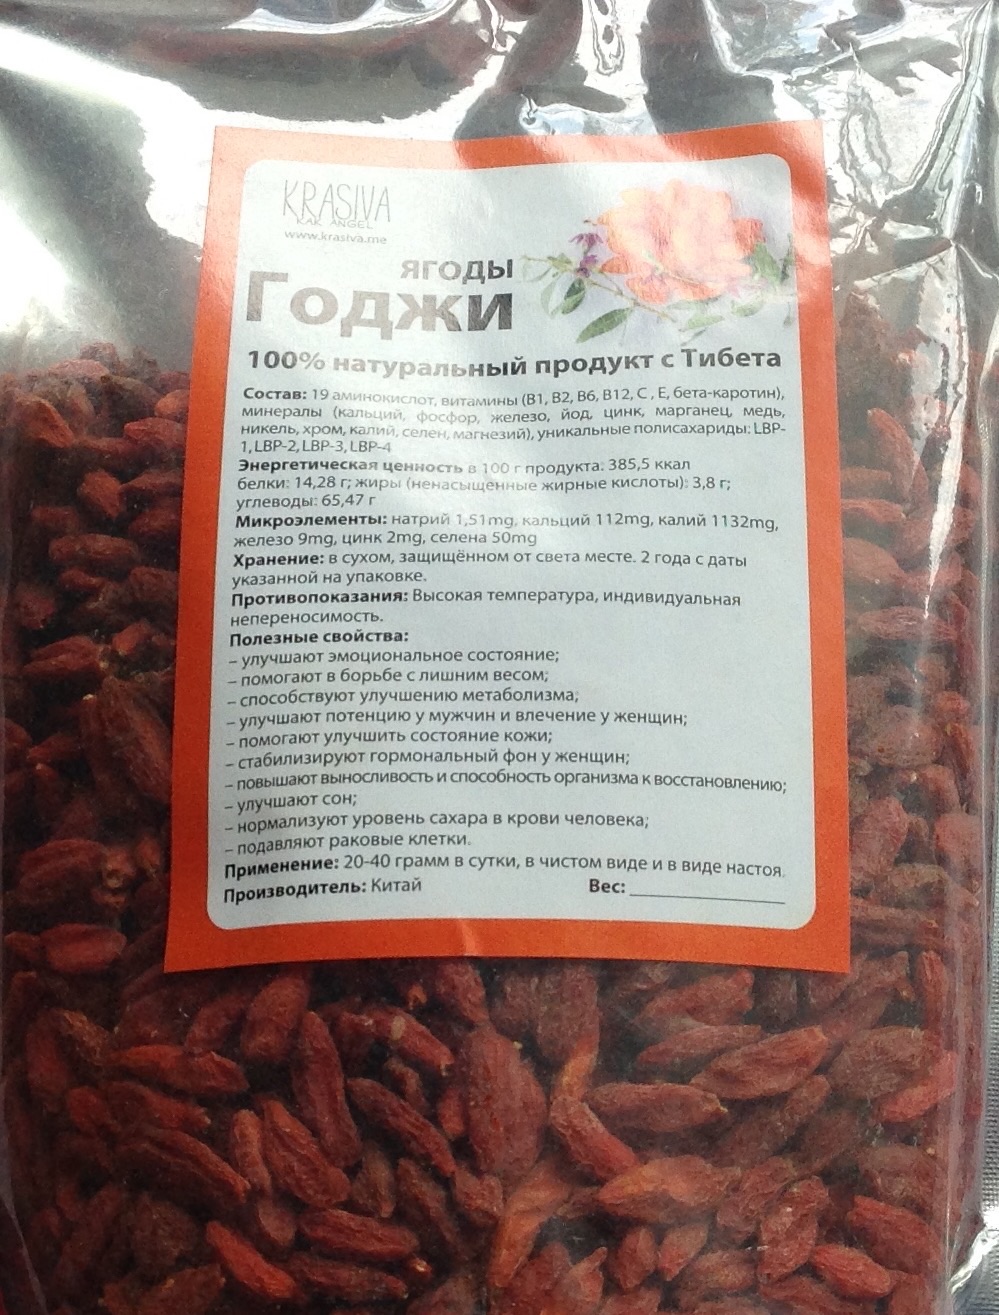 KRASIVA
KAK ANGEL
www.krasiva.me
ягоды
Годжи
100% натуральный продукт с Тибета
Состав: 19 аминокислот, витамины (B1, B2, B6, B12, C , E, бета-каротин),
минералы (кальций, фосфор, железо, йод, цинк, марганец, медь,
никель, хром, калий, селен, магнезий), уникальные полисахариды: LBP-
1, LBP-2, LBP-3, LBP-4
Энергетическая ценность в 100 г продукта: 385,5 ккал
белки: 14,28 г; жиры (ненасыщенные жирные кислоты): 3,8 г;
углеводы: 65,47 г
Микроэлементы: натрий 1,51mg, кальций 112mg, калий 1132mg,
железо 9mg, цинк 2mg, селена 50mg
Хранение: в сухом, защищённом от света месте. 2 года с даты
указанной на упаковке.
Противопоказания: Высокая температура, индивидуальная
непереносимость.
Полезные свойства:
– улучшают эмоциональное состояние;
– помогают в борьбе с лишним весом;
– способствуют улучшению метаболизма;
– улучшают потенцию у мужчин и влечение у женщин;
– помогают улучшить состояние кожи;
– стабилизируют гормональный фон у женщин;
– повышают выносливость и способность организма к восстановлению;
– улучшают сон;
– нормализуют уровень сахара в крови человека;
– подавляют раковые клетки.
Применение: 20-40 грамм в сутки, в чистом виде и в виде настоя.
Производитель: Китай Вес: ____________